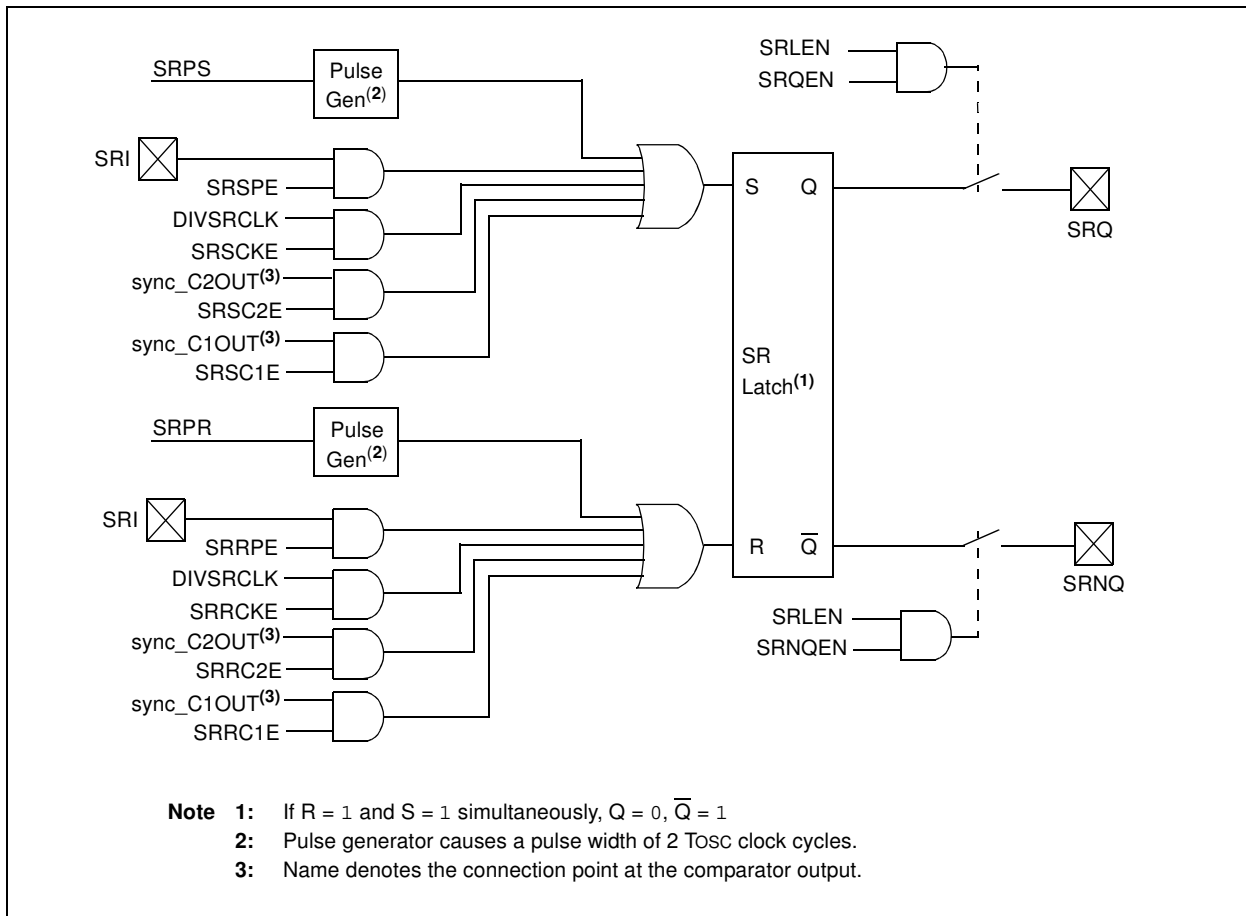 SRPS
Pulse
Gen(2)
SRLEN
SRQEN
SRI
SRSPE
DIVSRCLK
SRSCKE
sync_C2OUT(3)
SRSC2E
sync_C1OUT(3)
SRSC1E
S Q
SRQ
SR
Latch(1)
SRPR
Pulse
Gen(2)
SRI
SRRPE
DIVSRCLK
SRRCKE
sync_C2OUT(3)
SRRC2E
sync_C1OUT(3)
SRRC1E
R Q̅
SRNQ
SRLEN
SRNQEN
Note 1: If R = 1 and S = 1 simultaneously, Q = 0, Q̅ = 1
2: Pulse generator causes a pulse width of 2 TOSC clock cycles.
3: Name denotes the connection point at the comparator output.